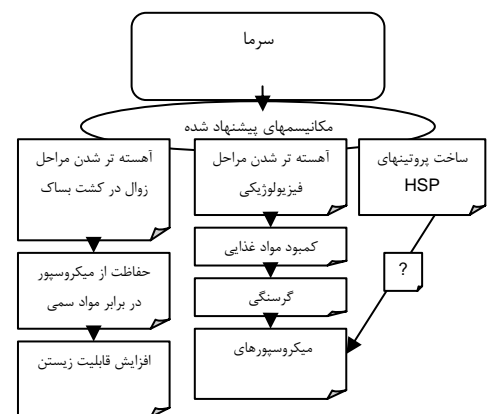 سرما
مکانیسمهای پیشنهاد شده
ساخت پروتینهای
HSP
?
آهسته تر شدن مراحل
فیزیولوژیکی
کمبود مواد غذایی
گرسنگی
میکروسپورهای
آهسته تر شدن مراحل
زوال در کشت بساک
حفاظت از میکروسپور
در برابر مواد سمی
افزایش قابلیت زیستن